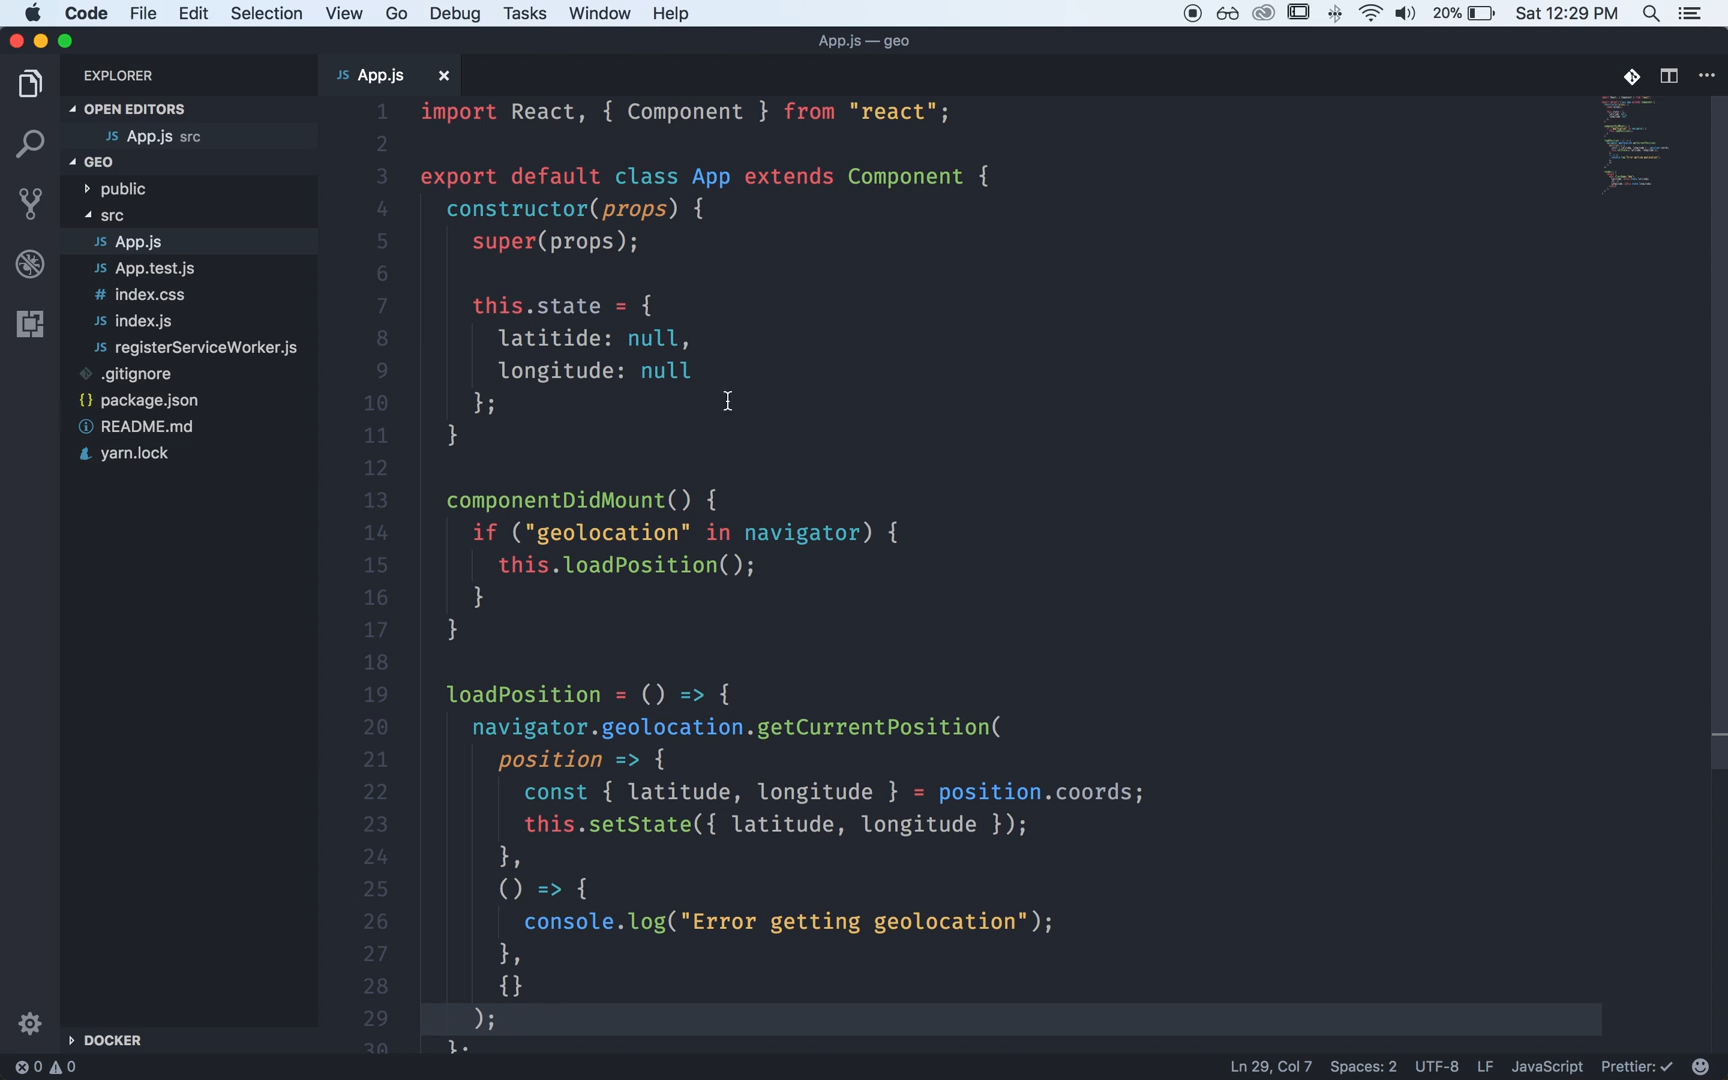 Code File Edit Selection View Go Debug Tasks Window Help 20% Sat 12:29 PM
App.js — geo
EXPLORER
JS App.js
OPEN EDITORS
JS App.js src
GEO
public
src
JS App.js
JS App.test.js
# index.css
JS index.js
JS registerServiceWorker.js
.gitignore
{} package.json
README.md
yarn.lock
DOCKER
1 import React, { Component } from "react";
2
3 export default class App extends Component {
4 constructor(props) {
5 super(props);
6
7 this.state = {
8 latitide: null,
9 longitude: null
10 };
11 }
12
13 componentDidMount() {
14 if ("geolocation" in navigator) {
15 this.loadPosition();
16 }
17 }
18
19 loadPosition = () => {
20 navigator.geolocation.getCurrentPosition(
21 position => {
22 const { latitude, longitude } = position.coords;
23 this.setState({ latitude, longitude });
24 },
25 () => {
26 console.log("Error getting geolocation");
27 },
28 {}
29 );
30 };
0 0 Ln 29, Col 7 Spaces: 2 UTF-8 LF JavaScript Prettier: ✓